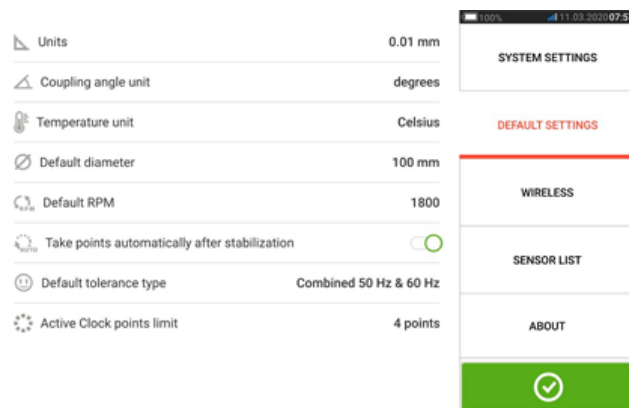 Units 0.01 mm
Coupling angle unit degrees
Temperature unit Celsius
Default diameter 100 mm
Default RPM 1800
Take points automatically after stabilization
Default tolerance type Combined 50 Hz & 60 Hz
Active Clock points limit 4 points
100% 11.03.2020 07:5
SYSTEM SETTINGS
DEFAULT SETTINGS
WIRELESS
SENSOR LIST
ABOUT